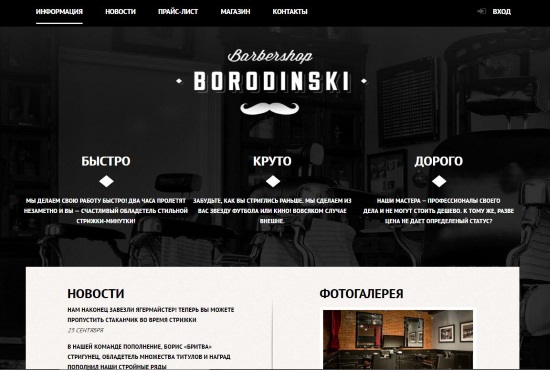 ИНФОРМАЦИЯ НОВОСТИ ПРАЙС-ЛИСТ МАГАЗИН КОНТАКТЫ ВХОД
Barbershop
BORODINSKI
БЫСТРО
МЫ ДЕЛАЕМ СВОЮ РАБОТУ БЫСТРО! ДВА ЧАСА ПРОЛЕТЯТ
НЕЗАМЕТНО И ВЫ — СЧАСТЛИВЫЙ ОБЛАДАТЕЛЬ СТИЛЬНОЙ
СТРИЖКИ-МИНУТКИ!
КРУТО
ЗАБУДЬТЕ, КАК ВЫ СТРИГЛИСЬ РАНЬШЕ. МЫ СДЕЛАЕМ ИЗ
ВАС ЗВЕЗДУ ФУТБОЛА ИЛИ КИНО! ВОВСЯКОМ СЛУЧАЕ
ВНЕШНЕ.
ДОРОГО
НАШИ МАСТЕРА — ПРОФЕССИОНАЛЫ СВОЕГО
ДЕЛА И НЕ МОГУТ СТОИТЬ ДЕШЕВО. К ТОМУ ЖЕ, РАЗВЕ
ЦЕНА НЕ ДАЕТ ОПРЕДЕЛЕНЫЙ СТАТУС?
НОВОСТИ
НАМ НАКОНЕЦ ЗАВЕЗЛИ ЯГЕРМАЙСТЕР! ТЕПЕРЬ ВЫ МОЖЕТЕ
ПРОПУСТИТЬ СТАКАНЧИК ВО ВРЕМЯ СТРИЖКИ
23 СЕНТЯБРЯ
В НАШЕЙ КОМАНДЕ ПОПОЛНЕНИЕ, БОРИС «БРИТВА»
СТРИГУНЕЦ, ОБЛАДАТЕЛЬ МНОЖЕСТВА ТИТУЛОВ И НАГРАД
ПОПОЛНИЛ НАШИ СТРОЙНЫЕ РЯДЫ
ФОТОГАЛЕРЕЯ